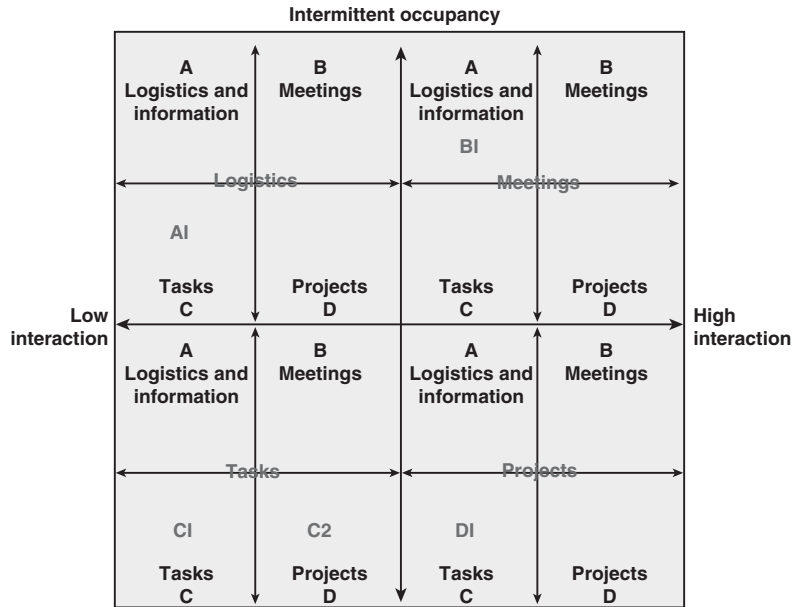 Intermittent occupancy
A B A B
Logistics and Meetings Logistics and Meetings
information information
BI
Logistics Meetings
AI
Tasks Projects Tasks Projects
C D C D
Low High
interaction interaction
A B A B
Logistics and Meetings Logistics and Meetings
information information
Tasks Projects
CI C2 DI
Tasks Projects Tasks Projects
C D C D